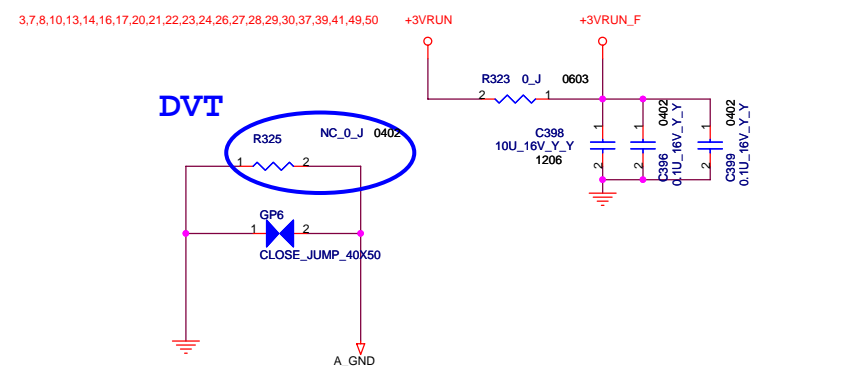 3,7,8,10,13,14,16,17,20,21,22,23,24,26,27,28,29,30,37,39,41,49,50
+3VRUN
+3VRUN_F
R323 0_J 0603
2 1
DVT
R325 NC_0_J 0402
1 2
C398
10U_16V_Y_Y
1206
1
2
1
2
C396
0.1U_16V_Y_Y
0402
1
2
C399
0.1U_16V_Y_Y
0402
GP6
1 2
CLOSE_JUMP_40X50
A_GND